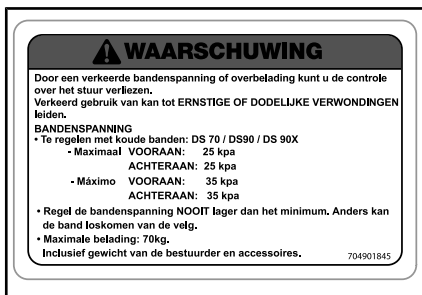 WAARSCHUWING
Door een verkeerde bandenspanning of overbelading kunt u de controle
over het stuur verliezen.
Verkeerd gebruik van kan tot ERNSTIGE OF DODELIJKE VERWONDINGEN
leiden.
BANDENSPANNING
• Te regelen met koude banden: DS 70 / DS90 / DS 90X
- Maximaal VOORAAN: 25 kpa
ACHTERAAN: 25 kpa
- Máximo VOORAAN: 35 kpa
ACHTERAAN: 35 kpa
• Regel de bandenspanning NOOIT lager dan het minimum. Anders kan
de band loskomen van de velg.
• Maximale belading: 70kg.
Inclusief gewicht van de bestuurder en accessoires. 704901845